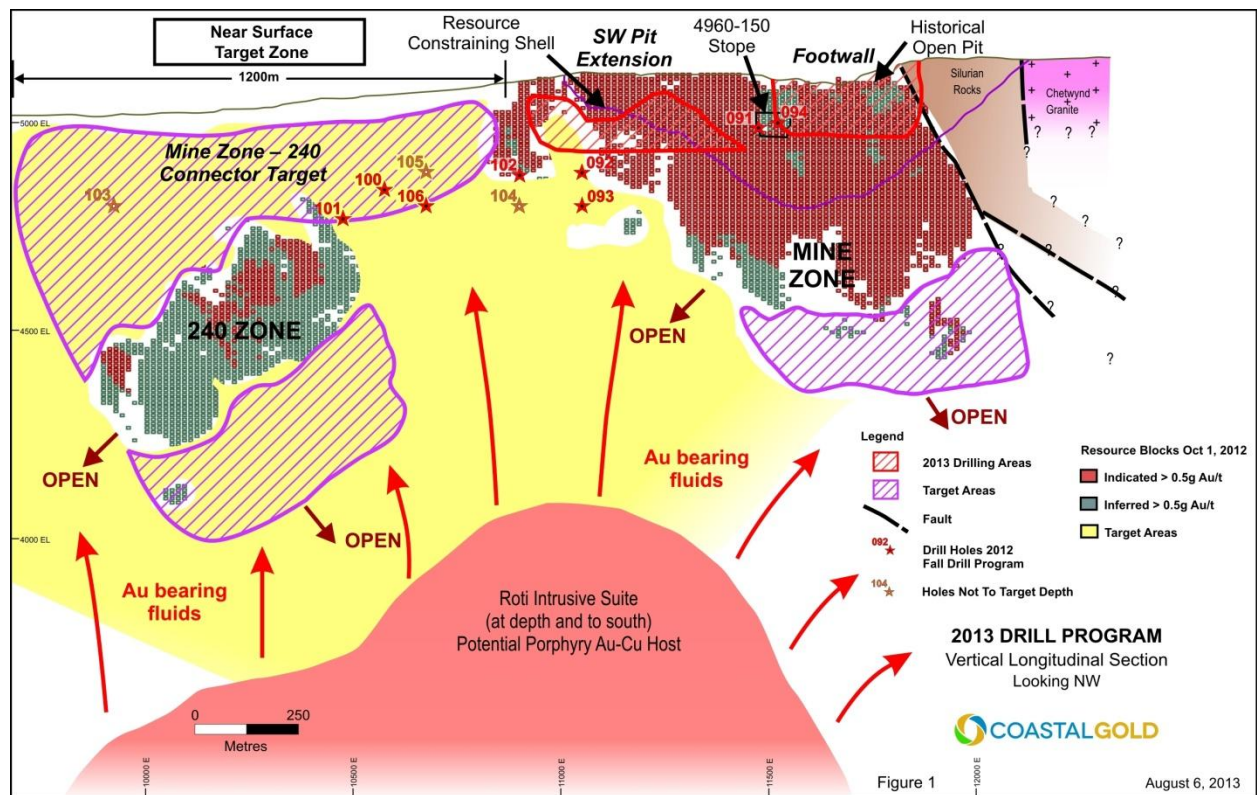 Near Surface
Target Zone
1200m
Resource
Constraining Shell
SW Pit
Extension
4960-150
Stope
Footwall
Historical
Open Pit
Silurian
Rocks
Chetwynd
Granite
5000 EL
4500 EL
4000 EL
Mine Zone – 240
Connector Target
103
105
100
101
106
102
104
092
093
091
094
240 ZONE
MINE
ZONE
OPEN
OPEN
OPEN
OPEN
Au bearing
fluids
Au bearing
fluids
Roti Intrusive Suite
(at depth and to south)
Potential Porphyry Au-Cu Host
Legend
2013 Drilling Areas
Target Areas
Fault
092
Drill Holes 2012
Fall Drill Program
104
Holes Not To Target Depth
Resource Blocks Oct 1, 2012
Indicated > 0.5g Au/t
Inferred > 0.5g Au/t
Target Areas
2013 DRILL PROGRAM
Vertical Longitudinal Section
Looking NW
COASTALGOLD
0 250
Metres
10000 E
10500 E
11000 E
11500 E
12000 E
Figure 1
August 6, 2013
? ? ? ? ? ? ? ? ? ?